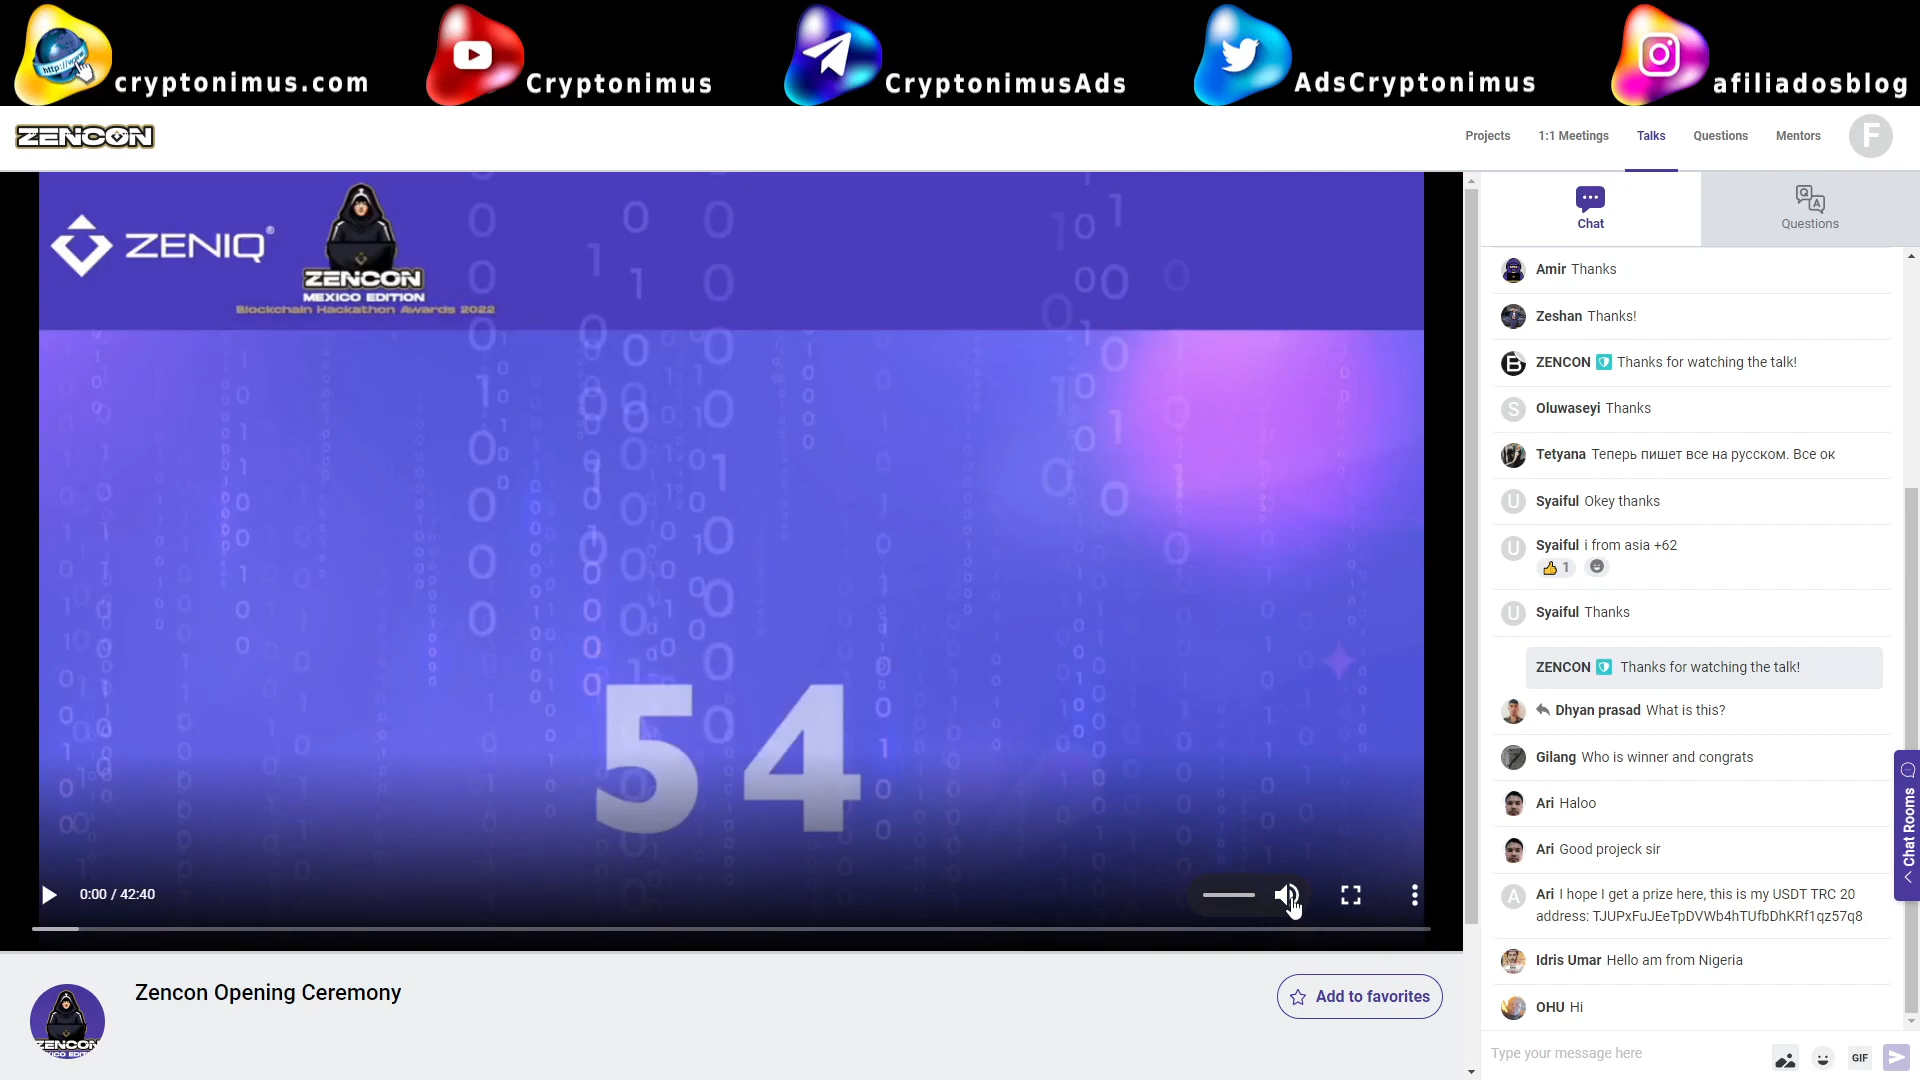 cryptonimus.com
Cryptonimus
CryptonimusAds
AdsCryptonimus
afiliadosblog
ZENCON
Projects
1:1 Meetings
Talks
Questions
Mentors
F
ZENIQ®
ZENCON
MEXICO EDITION
Blockchain Hackathon Awards 2022
54
0:00 / 42:40
Zencon Opening Ceremony
Add to favorites
Chat
Questions
Amir Thanks
Zeshan Thanks!
ZENCON Thanks for watching the talk!
Oluwaseyi Thanks
Tetyana Теперь пишет все на русском. Все ок
Syaiful Okey thanks
Syaiful i from asia +62
1
Syaiful Thanks
ZENCON Thanks for watching the talk!
Dhyan prasad What is this?
Gilang Who is winner and congrats
Ari Haloo
Ari Good projeck sir
Ari I hope I get a prize here, this is my USDT TRC 20
address: TJUPxFuJEeTpDVWb4hTUfbDhKRf1qz57q8
Idris Umar Hello am from Nigeria
OHU Hi
Chat Rooms
Type your message here
GIF